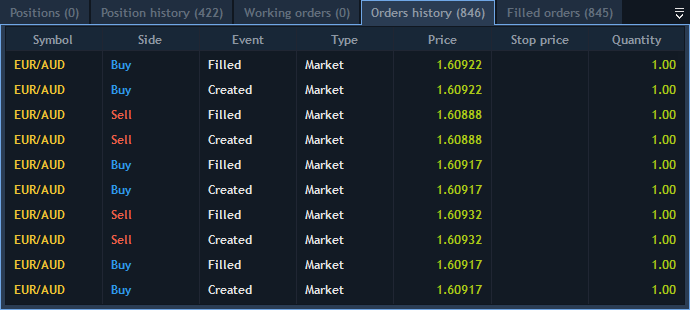 Positions (0) Position history (422) Working orders (0) Orders history (846) Filled orders (845)
Symbol Side Event Type Price Stop price Quantity
EUR/AUD Buy Filled Market 1.60922 1.00
EUR/AUD Buy Created Market 1.60922 1.00
EUR/AUD Sell Filled Market 1.60888 1.00
EUR/AUD Sell Created Market 1.60888 1.00
EUR/AUD Buy Filled Market 1.60917 1.00
EUR/AUD Buy Created Market 1.60917 1.00
EUR/AUD Sell Filled Market 1.60932 1.00
EUR/AUD Sell Created Market 1.60932 1.00
EUR/AUD Buy Filled Market 1.60917 1.00
EUR/AUD Buy Created Market 1.60917 1.00